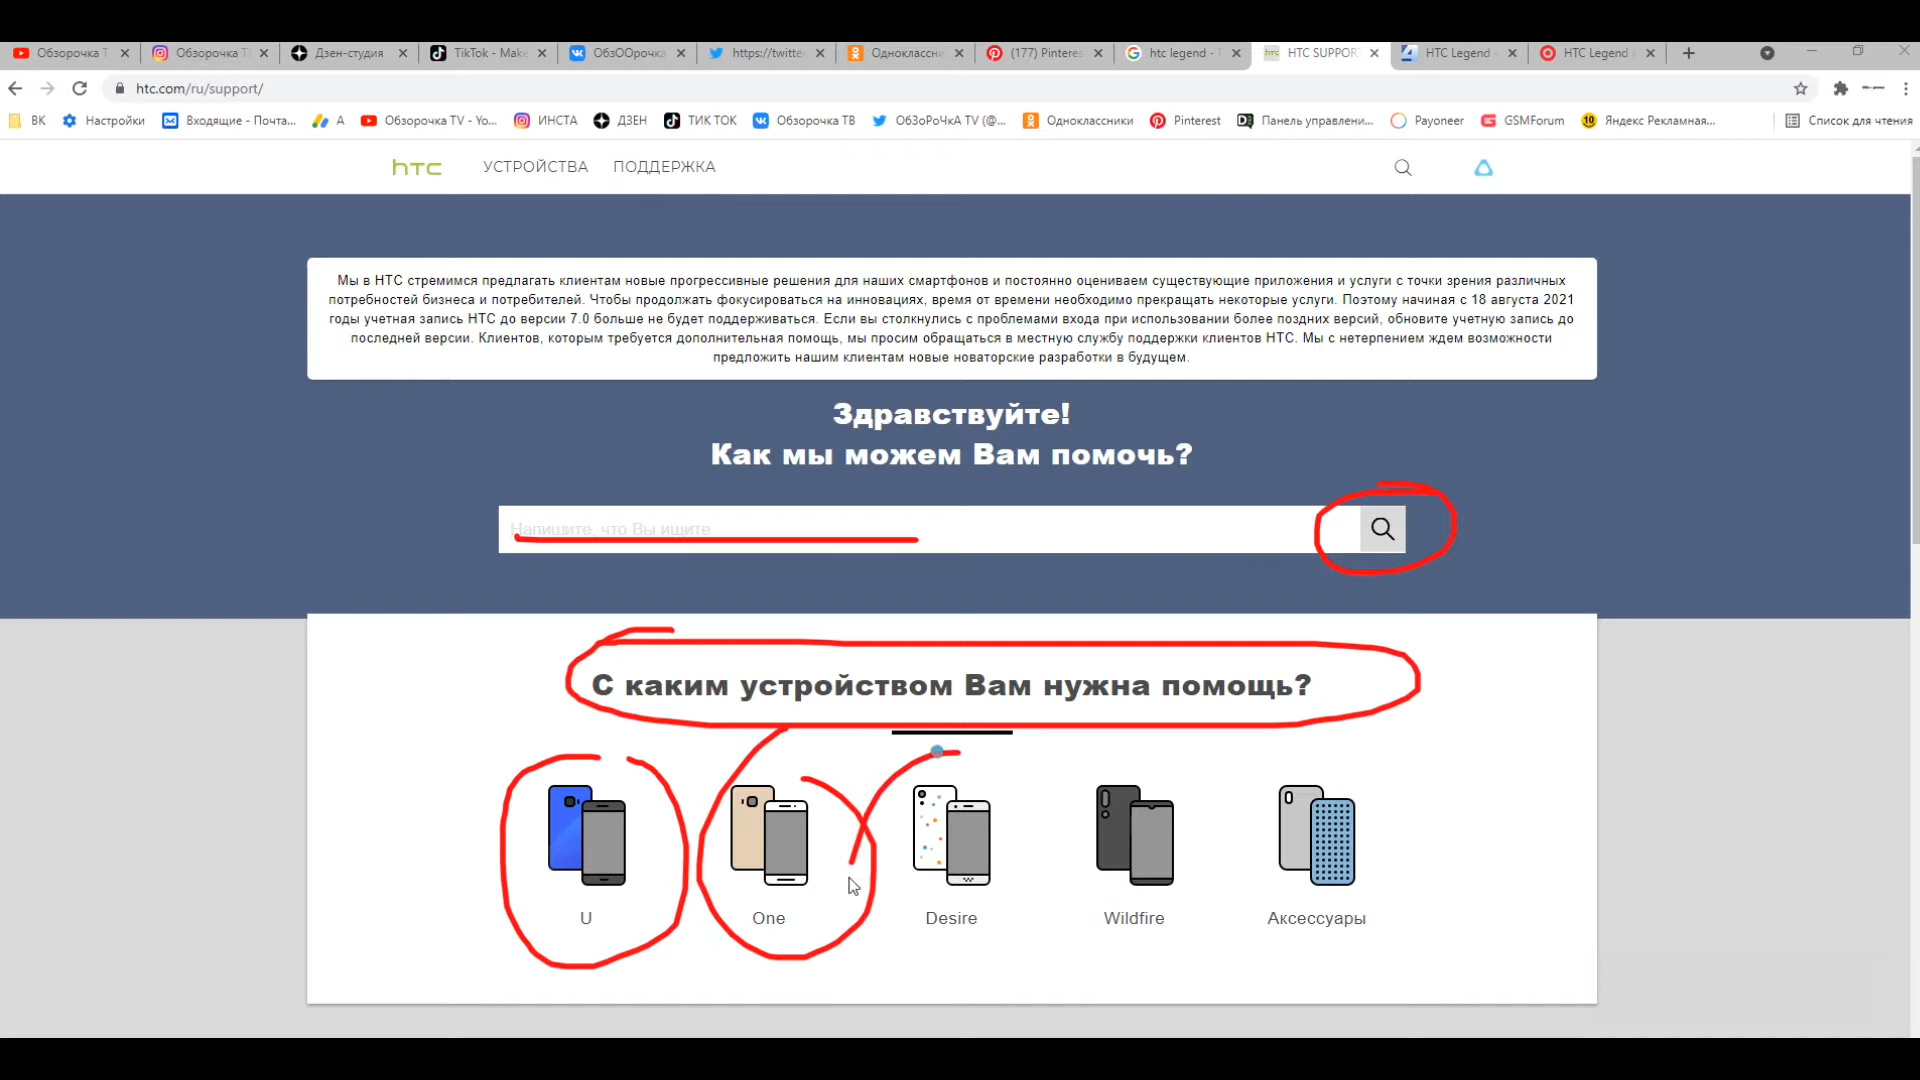 Обзорочка T
Обзорочка T
Дзен-студия
TikTok - Make
ОбзООрочка
https://twitte
Одноклассни
(177) Pinteres
htc legend - 
HTC SUPPOR
HTC Legend -
HTC Legend
htc.com/ru/support/
ВК
Настройки
Входящие - Почта...
А
Обзорочка TV - Yo...
ИНСТА
ДЗЕН
ТИК ТОК
Обзорочка ТВ
ОбЗоРоЧкА TV (@...
Одноклассники
Pinterest
Панель управлени...
Payoneer
GSMForum
10
Яндекс Рекламная...
Список для чтения
hTC
УСТРОЙСТВА
ПОДДЕРЖКА
Мы в HTC стремимся предлагать клиентам новые прогрессивные решения для наших смартфонов и постоянно оцениваем существующие приложения и услуги с точки зрения различных
потребностей бизнеса и потребителей. Чтобы продолжать фокусироваться на инновациях, время от времени необходимо прекращать некоторые услуги. Поэтому начиная с 18 августа 2021
годы учетная запись HTC до версии 7.0 больше не будет поддерживаться. Если вы столкнулись с проблемами входа при использовании более поздних версий, обновите учетную запись до
последней версии. Клиентов, которым требуется дополнительная помощь, мы просим обращаться в местную службу поддержки клиентов HTC. Мы с нетерпением ждем возможности
предложить нашим клиентам новые новаторские разработки в будущем.
Здравствуйте!
Как мы можем Вам помочь?
Напишите, что Вы ищите
С каким устройством Вам нужна помощь?
U
One
Desire
Wildfire
Аксессуары